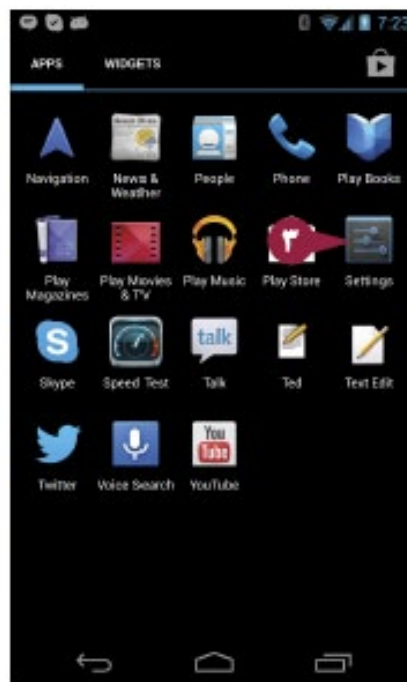 7:23
APPS WIDGETS
Navigation News & Weather People Phone Play Books
٣
Play Magazines Play Movies & TV Play Music Play Store Settings
talk
Skype Speed Test Talk Ted Text Edit
You Tube
Twitter Voice Search YouTube